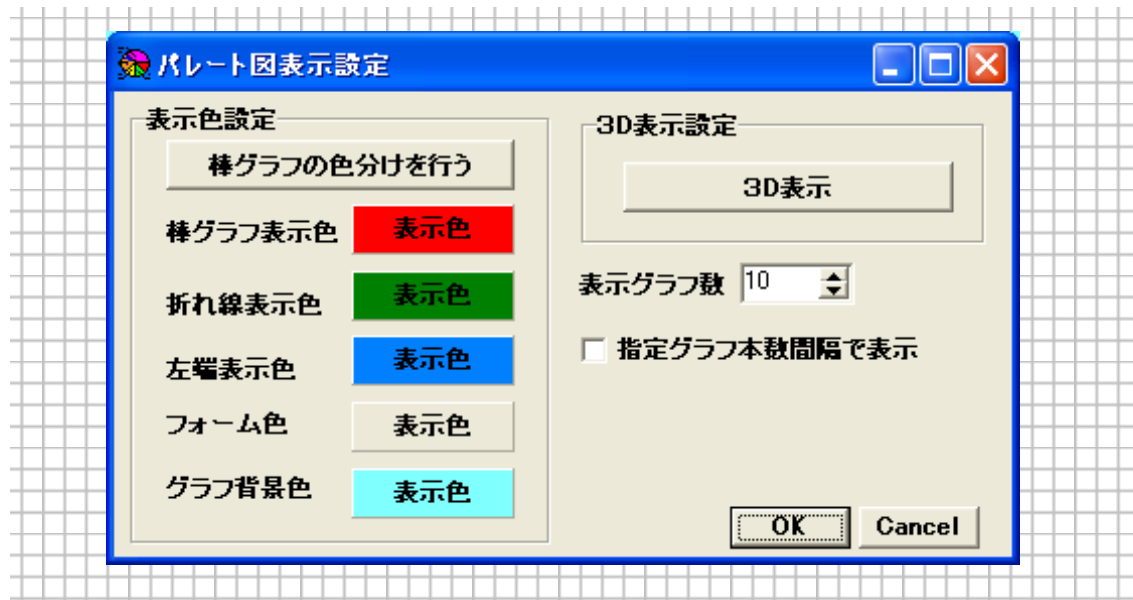 パレート図表示設定
表示色設定
棒グラフの色分けを行う
棒グラフ表示色 表示色
折れ線表示色 表示色
左端表示色 表示色
フォーム色 表示色
グラフ背景色 表示色
3D表示設定
3D表示
表示グラフ数 10
指定グラフ本数間隔で表示
OK Cancel